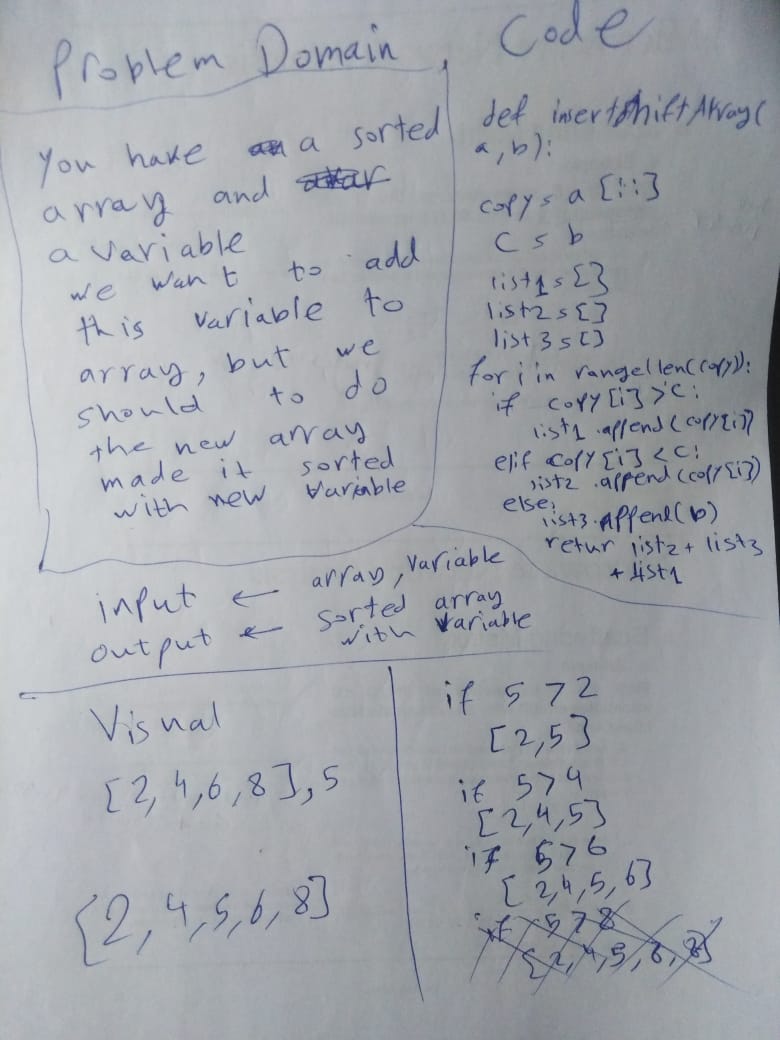 Problem Domain
You have a sorted
array and
a variable
we want to add
this variable to
array, but we
should to do
the new array
made it sorted
with new variable
input ← array, variable
output ← sorted array
with variable
Code
def insertshiftArray(
a, b):
copy = a [::]
c = b
list1 = []
list2 = []
list3 = []
for i in range(len(copy)):
if copy[i] > c:
list1.append(copy[i])
elif copy[i] < c:
list2.append(copy[i])
else:
list3.append(b)
retur list2 + list3
+ list1
Visual
[2, 4, 6, 8], 5
[2, 4, 5, 6, 8]
if 5 > 2
[2, 5]
if 5 > 4
[2, 4, 5]
if 5 > 6
[2, 4, 5, 6]
if 5 > 8
[2, 4, 5, 6, 8]